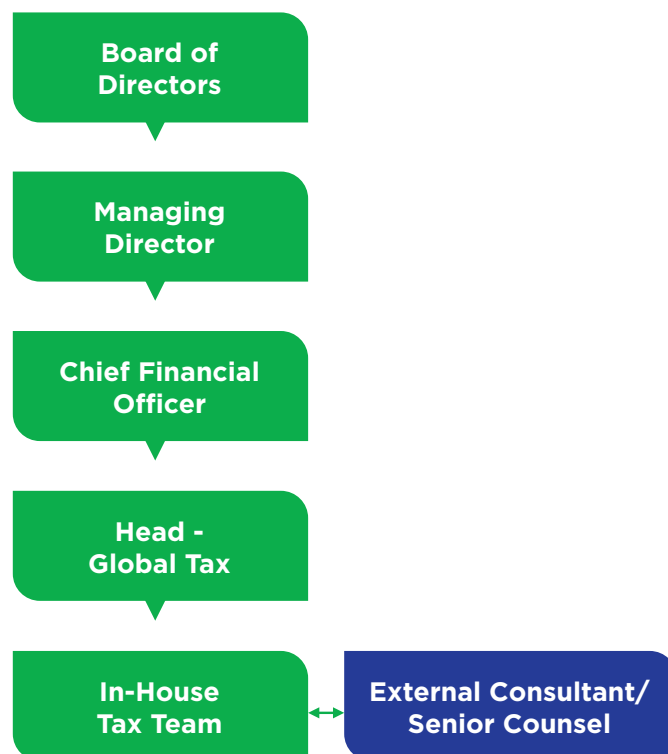 Board of
Directors
Managing
Director
Chief Financial
Officer
Head -
Global Tax
In-House
Tax Team
External Consultant/
Senior Counsel